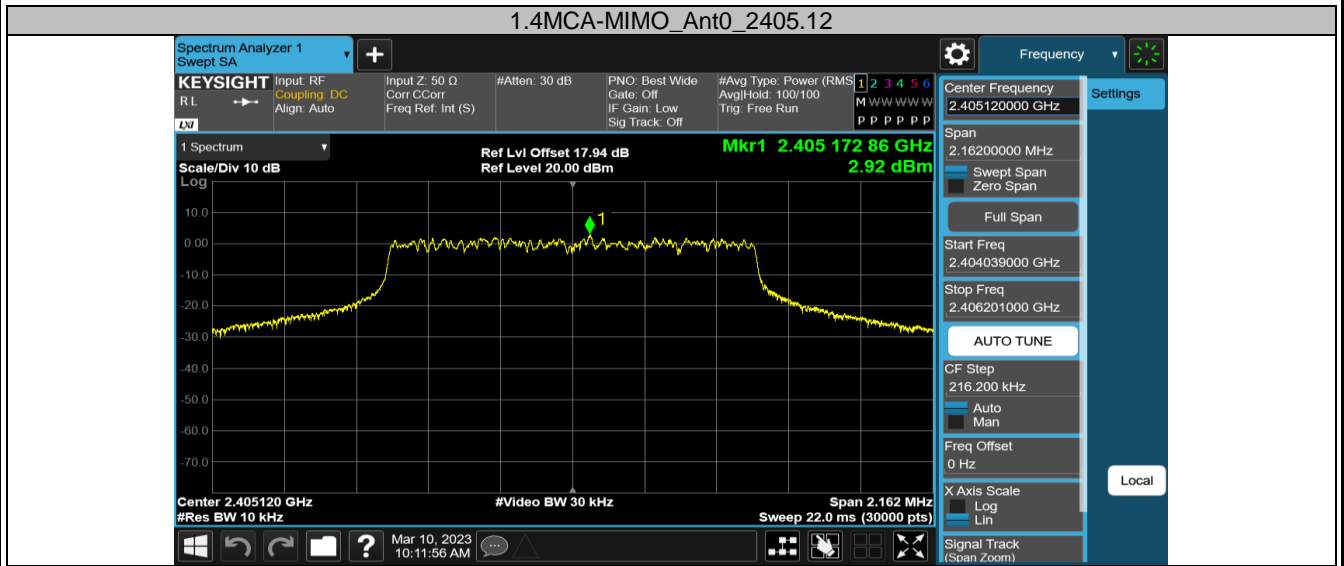 1.4MCA-MIMO_Ant0_2405.12
Spectrum Analyzer 1
Swept SA
+
Frequency
KEYSIGHT
R L
LXI
Input: RF
Coupling: DC
Align: Auto
Input Z: 50 Ω
Corr CCorr
Freq Ref: Int (S)
#Atten: 30 dB
PNO: Best Wide
Gate: Off
IF Gain: Low
Sig Track: Off
#Avg Type: Power (RMS
Avg|Hold: 100/100
Trig: Free Run
1 2 3 4 5 6
M W W W W W
P P P P P P
1 Spectrum
Scale/Div 10 dB
Log
Ref Lvl Offset 17.94 dB
Ref Level 20.00 dBm
Mkr1 2.405 172 86 GHz
2.92 dBm
1
10.0
0.00
-10.0
-20.0
-30.0
-40.0
-50.0
-60.0
-70.0
Center 2.405120 GHz
#Res BW 10 kHz
#Video BW 30 kHz
Span 2.162 MHz
Sweep 22.0 ms (30000 pts)
Center Frequency
2.405120000 GHz
Span
2.16200000 MHz
Swept Span
Zero Span
Full Span
Start Freq
2.404039000 GHz
Stop Freq
2.406201000 GHz
AUTO TUNE
CF Step
216.200 kHz
Auto
Man
Freq Offset
0 Hz
X Axis Scale
Log
Lin
Signal Track
(Span Zoom)
Settings
Local
?
Mar 10, 2023
10:11:56 AM